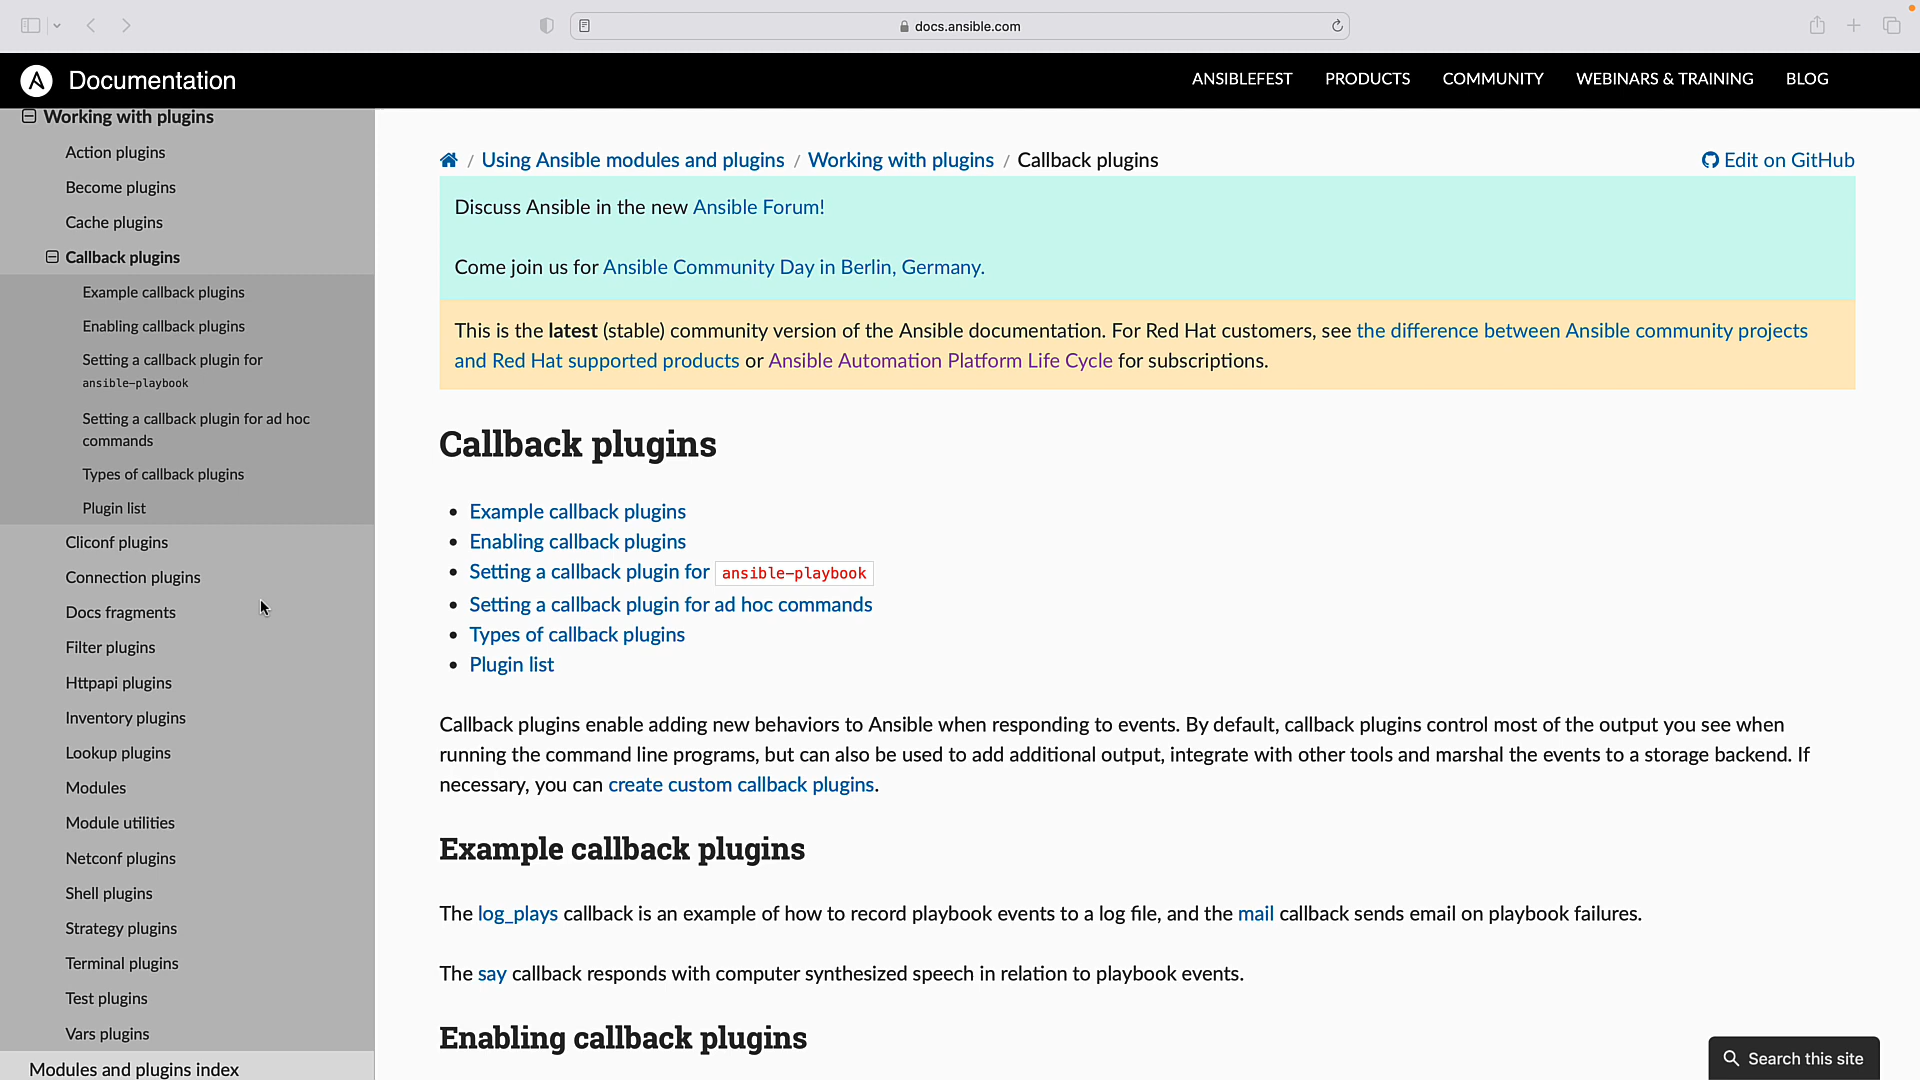 docs.ansible.com
Documentation
ANSIBLEFEST
PRODUCTS
COMMUNITY
WEBINARS & TRAINING
BLOG
Working with plugins
Action plugins
Become plugins
Cache plugins
Callback plugins
Example callback plugins
Enabling callback plugins
Setting a callback plugin for
ansible-playbook
Setting a callback plugin for ad hoc
commands
Types of callback plugins
Plugin list
Cliconf plugins
Connection plugins
Docs fragments
Filter plugins
Httpapi plugins
Inventory plugins
Lookup plugins
Modules
Module utilities
Netconf plugins
Shell plugins
Strategy plugins
Terminal plugins
Test plugins
Vars plugins
Modules and plugins index
/ Using Ansible modules and plugins / Working with plugins / Callback plugins
Edit on GitHub
Discuss Ansible in the new Ansible Forum!
Come join us for Ansible Community Day in Berlin, Germany.
This is the latest (stable) community version of the Ansible documentation. For Red Hat customers, see the difference between Ansible community projects
and Red Hat supported products or Ansible Automation Platform Life Cycle for subscriptions.
Callback plugins
• Example callback plugins
• Enabling callback plugins
• Setting a callback plugin for ansible-playbook
• Setting a callback plugin for ad hoc commands
• Types of callback plugins
• Plugin list
Callback plugins enable adding new behaviors to Ansible when responding to events. By default, callback plugins control most of the output you see when
running the command line programs, but can also be used to add additional output, integrate with other tools and marshal the events to a storage backend. If
necessary, you can create custom callback plugins.
Example callback plugins
The log_plays callback is an example of how to record playbook events to a log file, and the mail callback sends email on playbook failures.
The say callback responds with computer synthesized speech in relation to playbook events.
Enabling callback plugins
Search this site